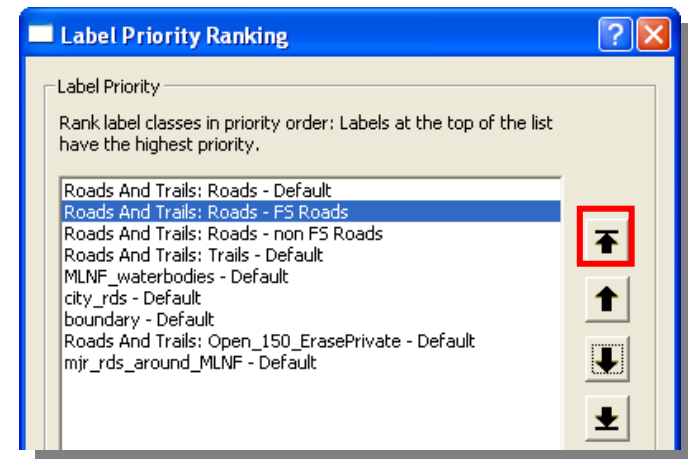 Label Priority Ranking
Label Priority
Rank label classes in priority order: Labels at the top of the list
have the highest priority.
Roads And Trails: Roads - Default
Roads And Trails: Roads - FS Roads
Roads And Trails: Roads - non FS Roads
Roads And Trails: Trails - Default
MLNF_waterbodies - Default
city_rds - Default
boundary - Default
Roads And Trails: Open_150_ErasePrivate - Default
mjr_rds_around_MLNF - Default